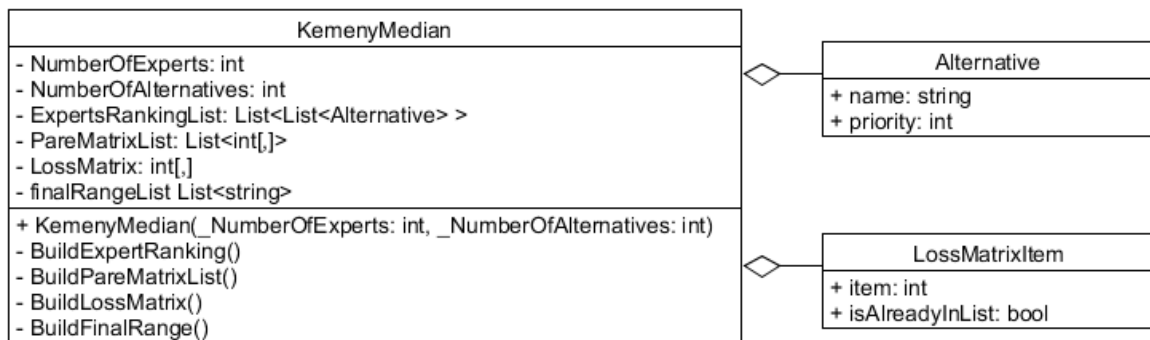 KemenyMedian
- NumberOfExperts: int
- NumberOfAlternatives: int
- ExpertsRankingList: List<List<Alternative> >
- PareMatrixList: List<int[,]>
- LossMatrix: int[,]
- finalRangeList List<string>
+ KemenyMedian(_NumberOfExperts: int, _NumberOfAlternatives: int)
- BuildExpertRanking()
- BuildPareMatrixList()
- BuildLossMatrix()
- BuildFinalRange()
Alternative
+ name: string
+ priority: int
LossMatrixItem
+ item: int
+ isAlreadyInList: bool